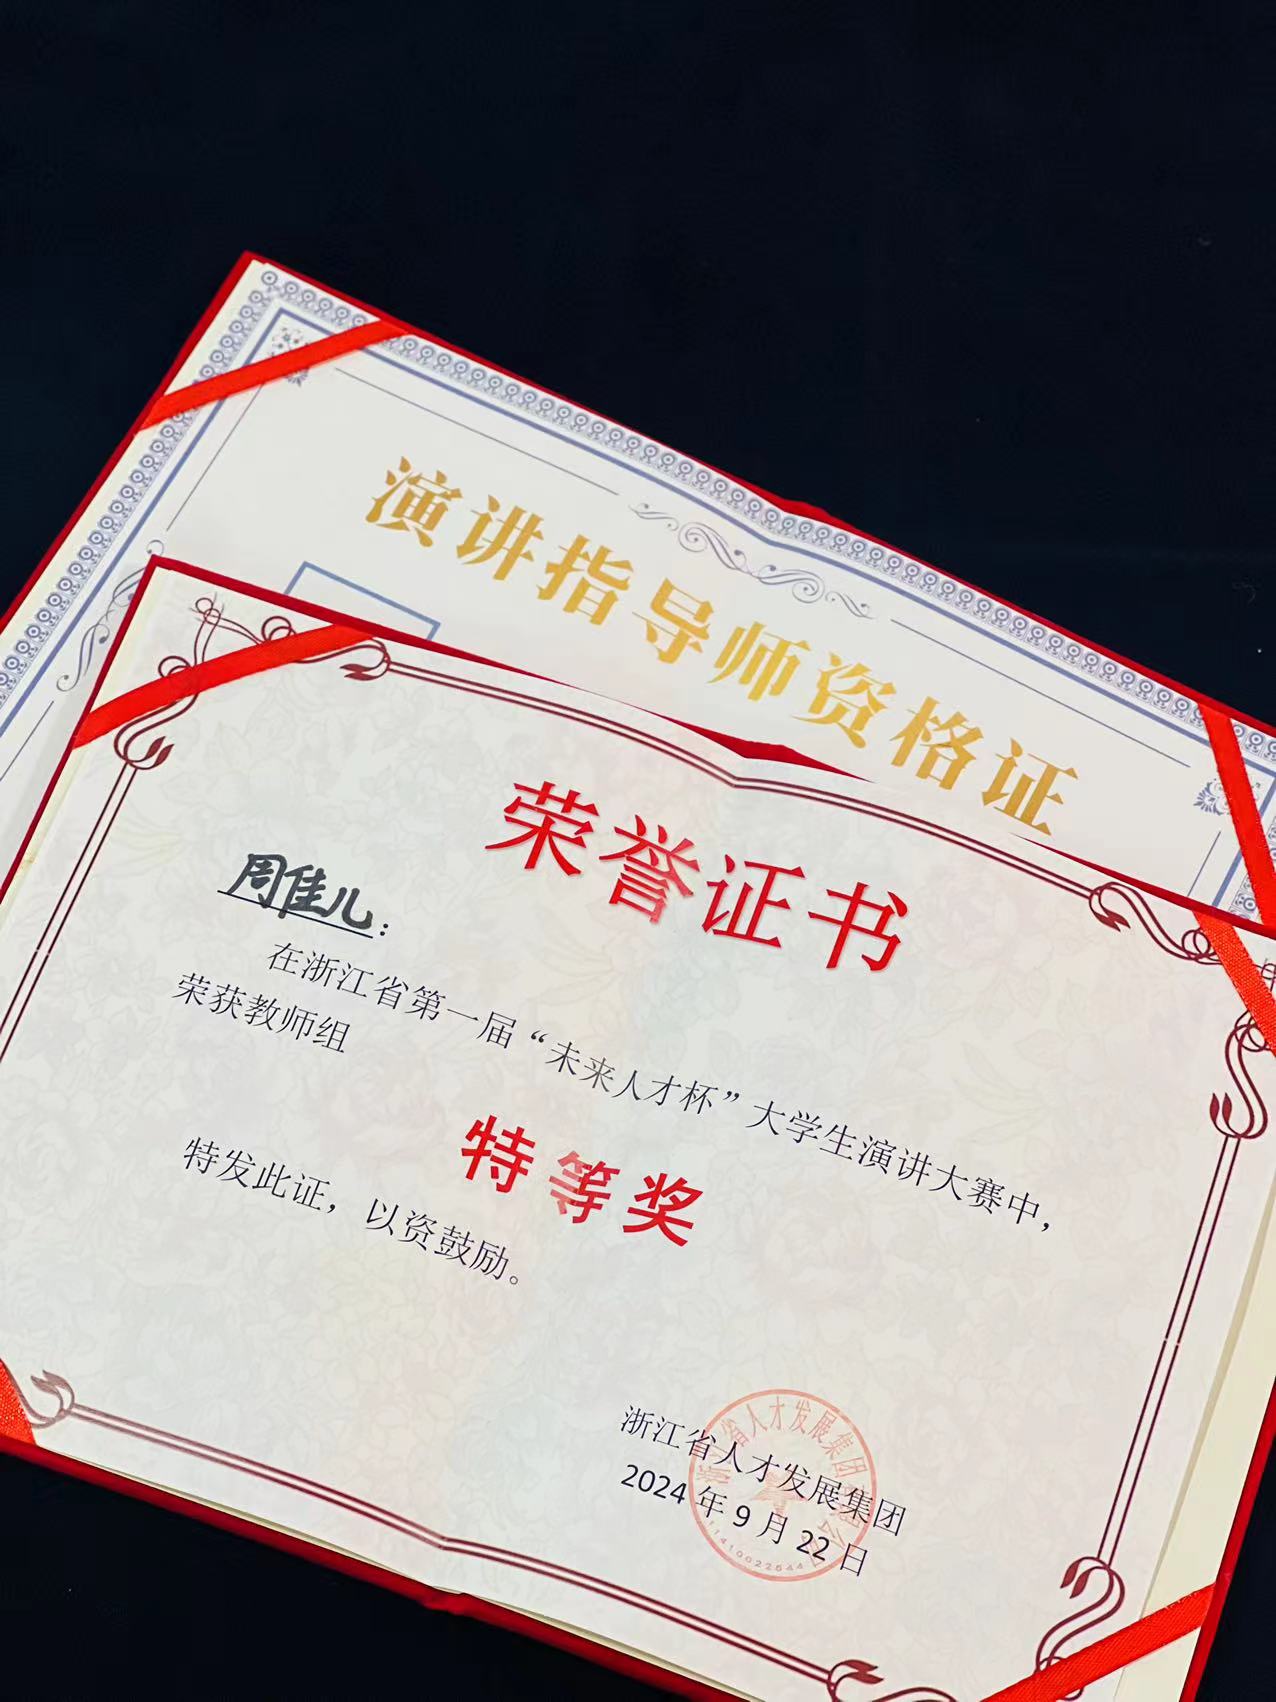 演讲指导师资格证
荣誉证书
周佳儿:
在浙江省第一届“未来人才杯”大学生演讲大赛中，
荣获教师组
特等奖
特发此证，以资鼓励。
浙江省人才发展集团
2024年9月22日